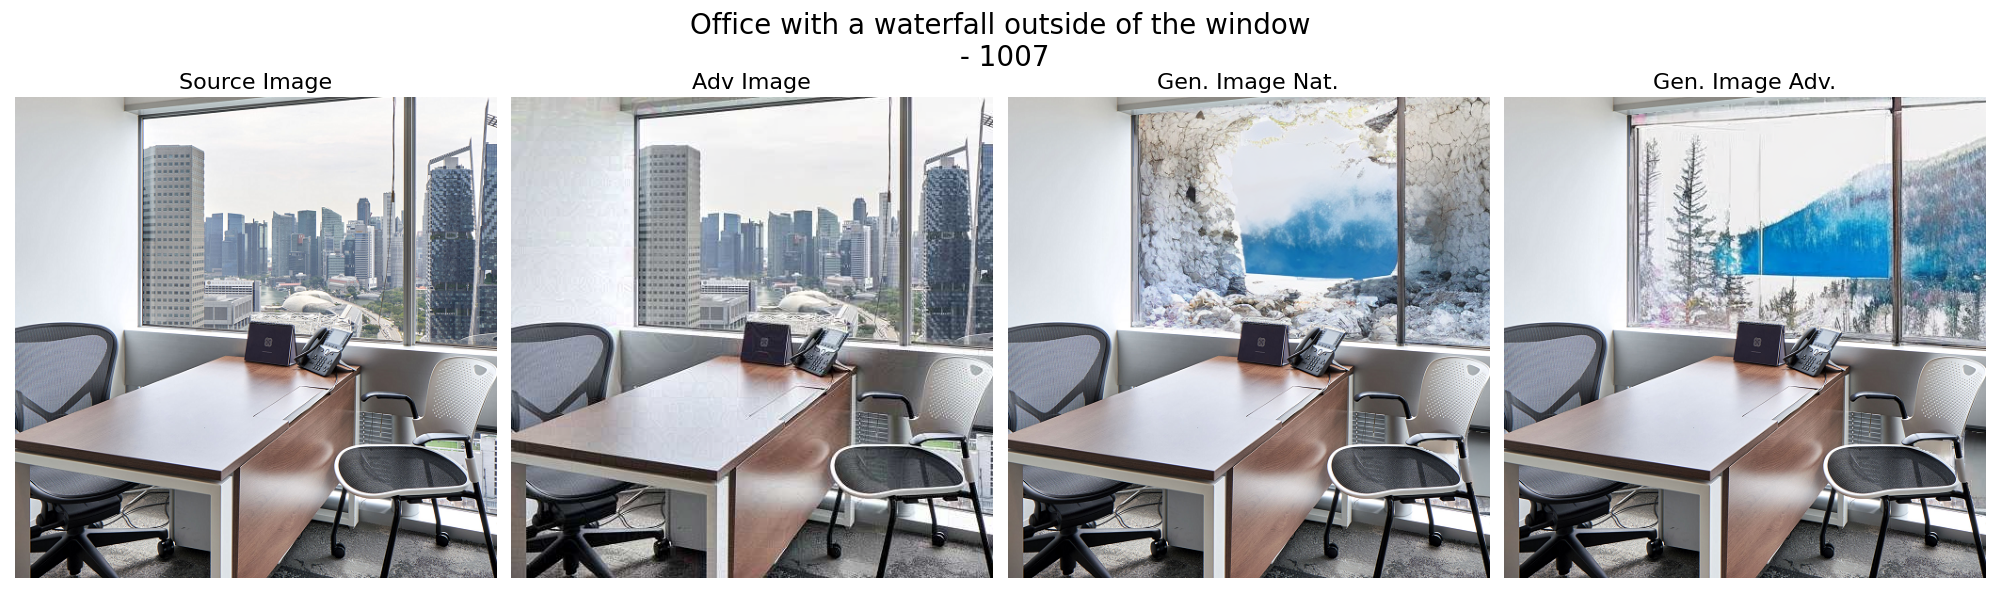 Office with a waterfall outside of the window
- 1007
Source Image
Adv Image
Gen. Image Nat.
Gen. Image Adv.